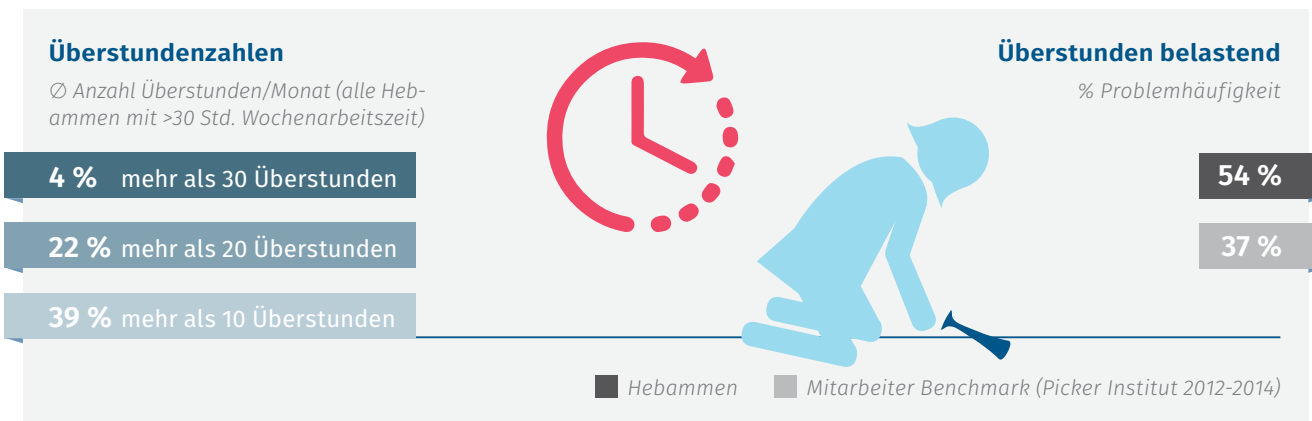 Überstundenzahlen
∅ Anzahl Überstunden/Monat (alle Heb-
ammen mit >30 Std. Wochenarbeitszeit)
4 % mehr als 30 Überstunden
22 % mehr als 20 Überstunden
39 % mehr als 10 Überstunden
Überstunden belastend
% Problemhäufigkeit
54 %
37 %
Hebammen
Mitarbeiter Benchmark (Picker Institut 2012-2014)